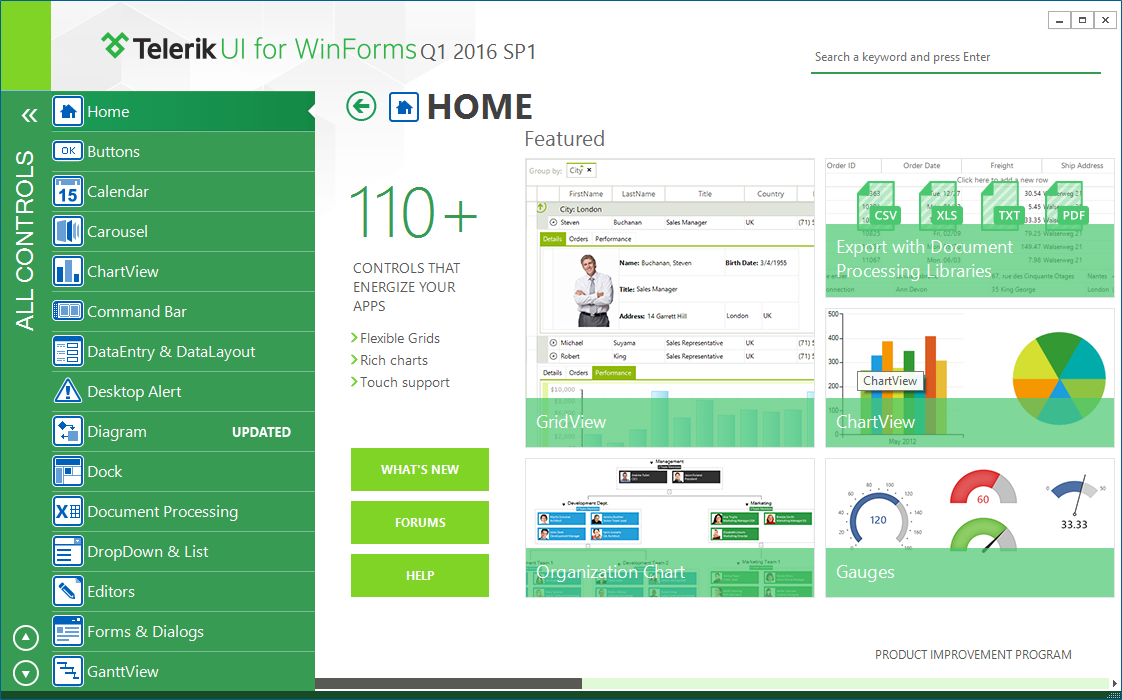 Telerik UI for WinForms Q1 2016 SP1
Search a keyword and press Enter
ALL CONTROLS
Home
OK
Buttons
15
Calendar
Carousel
ChartView
Command Bar
DataEntry & DataLayout
Desktop Alert
Diagram UPDATED
Dock
Document Processing
DropDown & List
Editors
Forms & Dialogs
GanttView
HOME
110+
CONTROLS THAT
ENERGIZE YOUR
APPS
Flexible Grids
Rich charts
Touch support
WHAT'S NEW
FORUMS
HELP
Featured
Group by: City
FirstName LastName Title Country
City: London
Steven Buchanan Sales Manager UK (71) 5
Details Orders Performance
Name: Buchanan, Steven Birth Date: 3/4/1955
Title: Sales Manager
Address: 14 Garrett Hill London UK
Michael Suyama Sales Representative UK (71)
Robert King Sales Representative UK (71) 5
Details Orders Performance
$10,000
GridView
Order ID Order Date Freight Ship Address
Click here to add a new row
CSV XLS TXT PDF
Export with Document
Processing Libraries
500
400
300
200
100
0
ChartView
May 2012
ChartView
Management
Development Dept.
Marketing
Organization Chart
120
60
33.33
Gauges
PRODUCT IMPROVEMENT PROGRAM